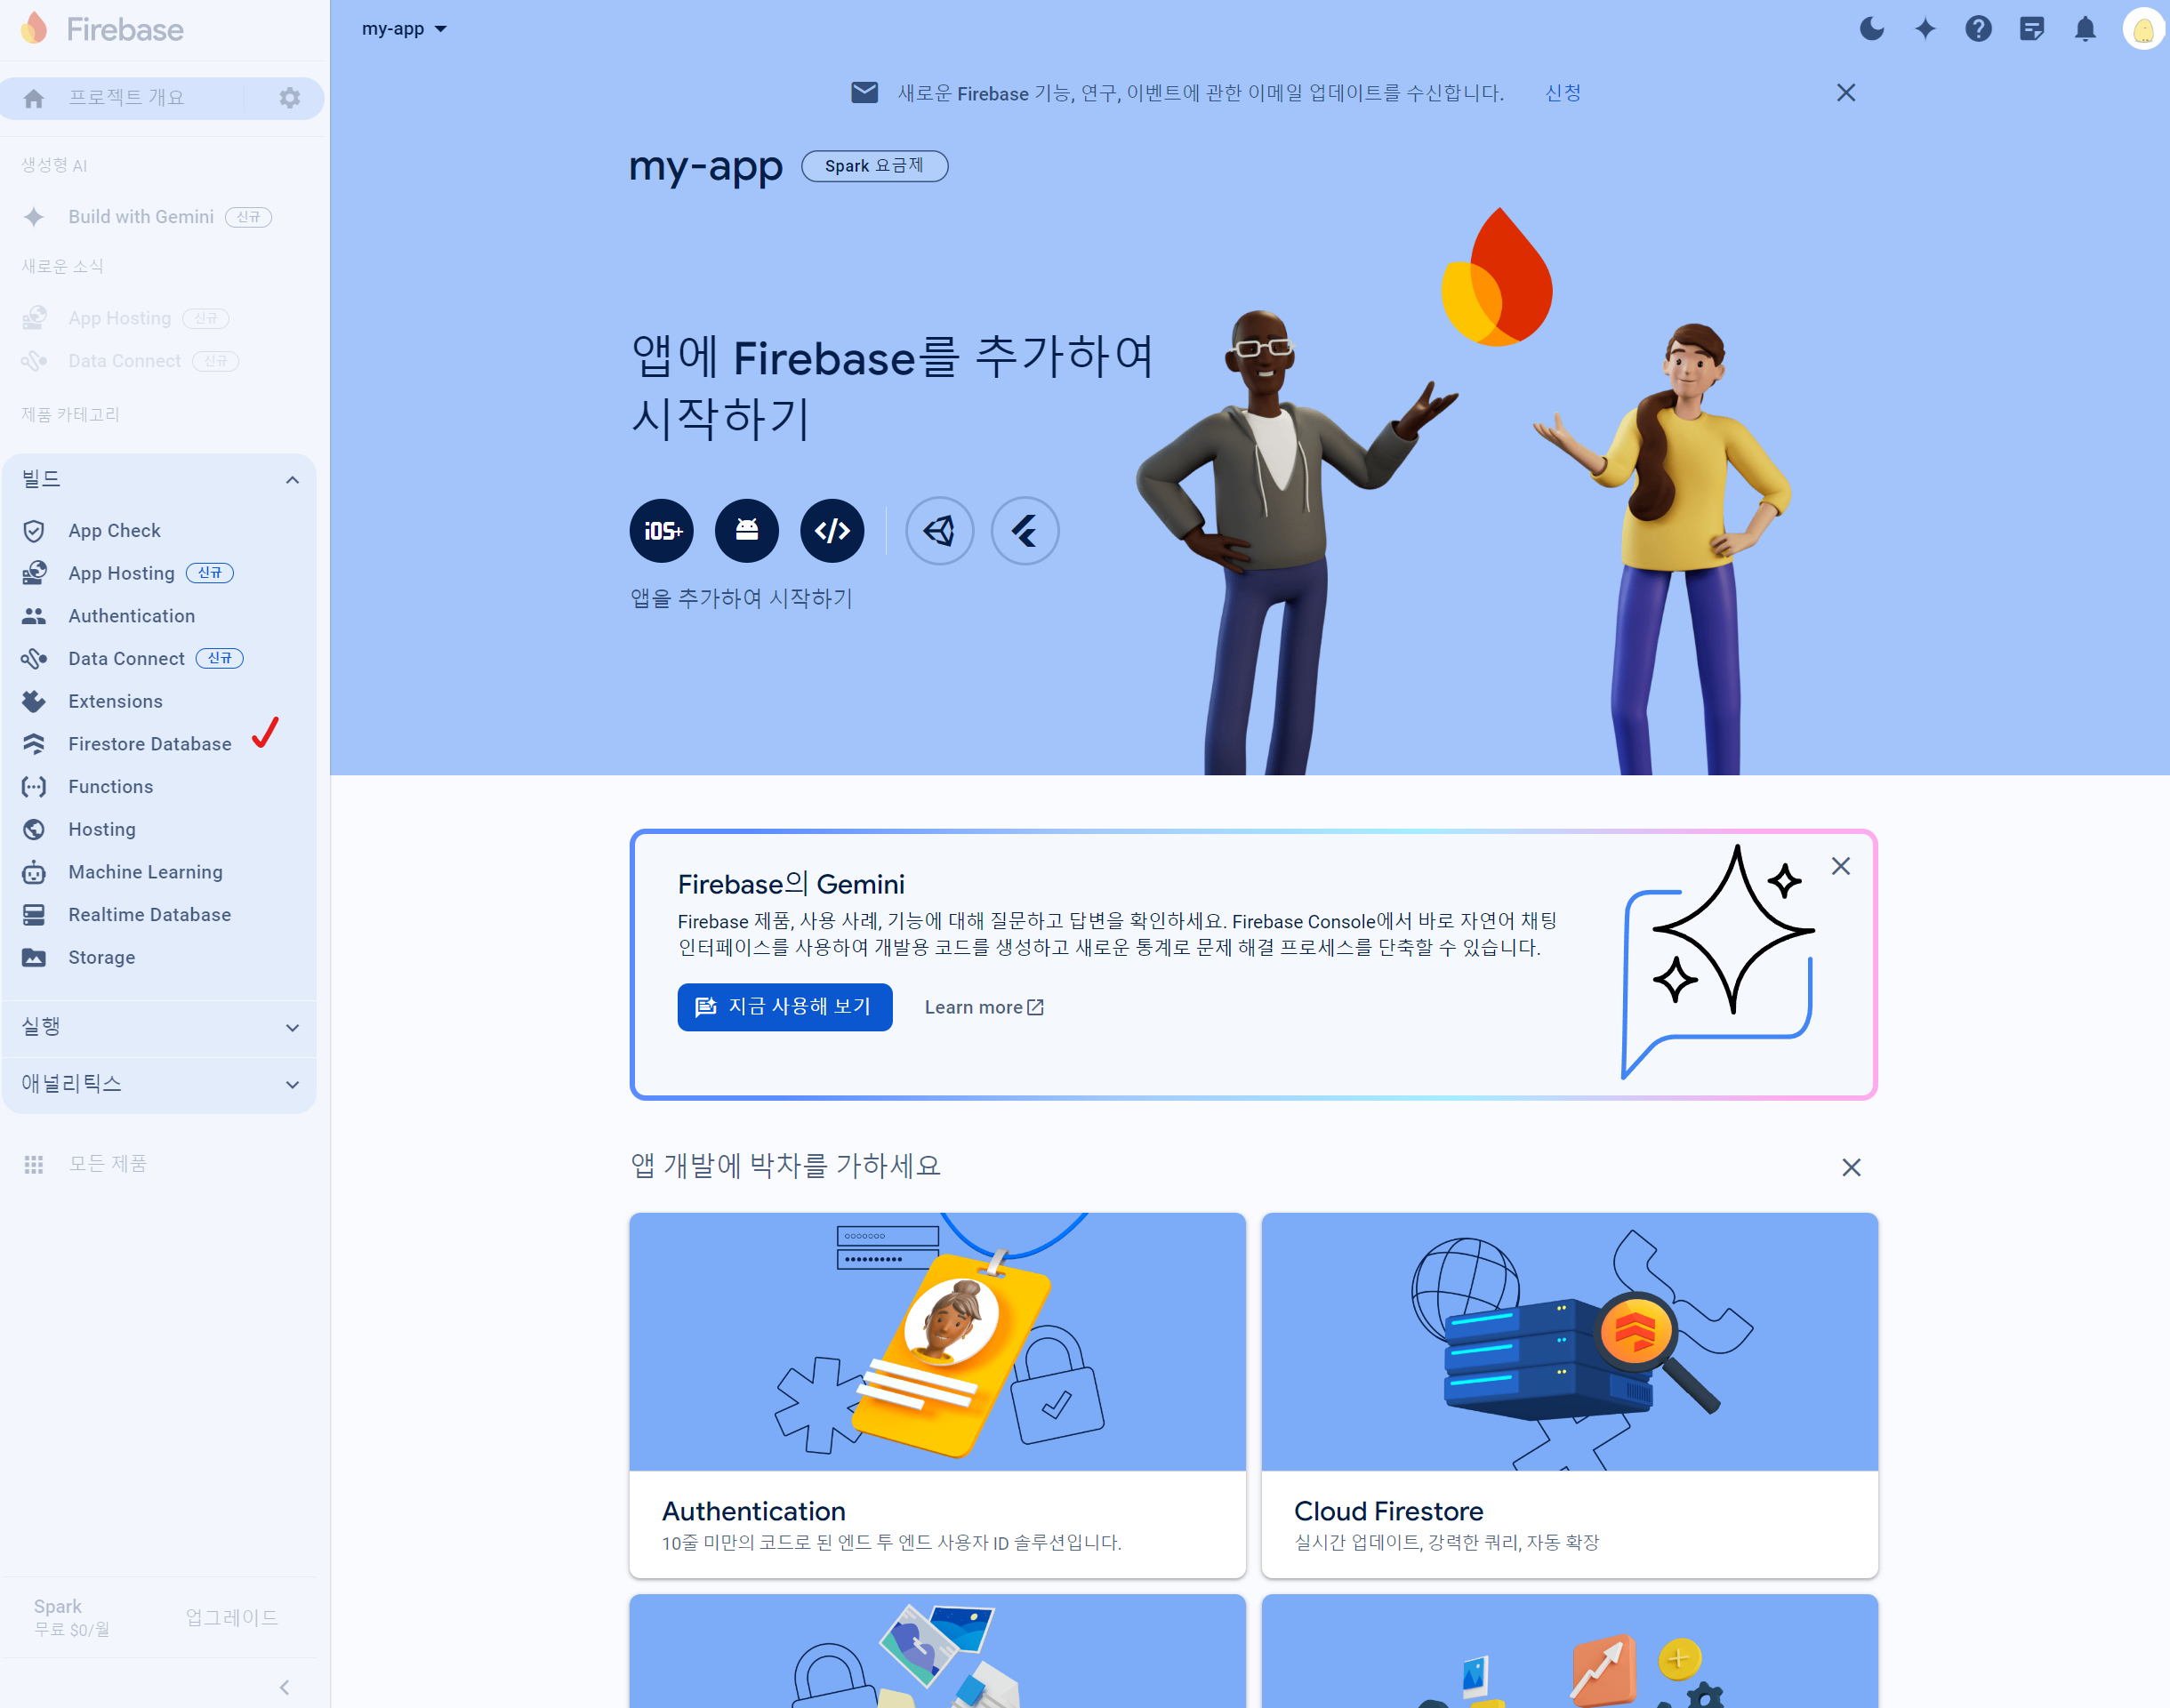 Firebase
프로젝트 개요
생성형 AI
Build with Gemini 신규
새로운 소식
App Hosting 신규
Data Connect 신규
제품 카테고리
빌드
App Check
App Hosting 신규
Authentication
Data Connect 신규
Extensions
Firestore Database
Functions
Hosting
Machine Learning
Realtime Database
Storage
실행
애널리틱스
모든 제품
Spark
무료 $0/월
업그레이드
my-app
새로운 Firebase 기능, 연구, 이벤트에 관한 이메일 업데이트를 수신합니다. 신청
my-app Spark 요금제
앱에 Firebase를 추가하여
시작하기
iOS+
앱을 추가하여 시작하기
Firebase의 Gemini
Firebase 제품, 사용 사례, 기능에 대해 질문하고 답변을 확인하세요. Firebase Console에서 바로 자연어 채팅
인터페이스를 사용하여 개발용 코드를 생성하고 새로운 통계로 문제 해결 프로세스를 단축할 수 있습니다.
지금 사용해 보기 Learn more
앱 개발에 박차를 가하세요
Authentication
10줄 미만의 코드로 된 엔드 투 엔드 사용자 ID 솔루션입니다.
Cloud Firestore
실시간 업데이트, 강력한 쿼리, 자동 확장